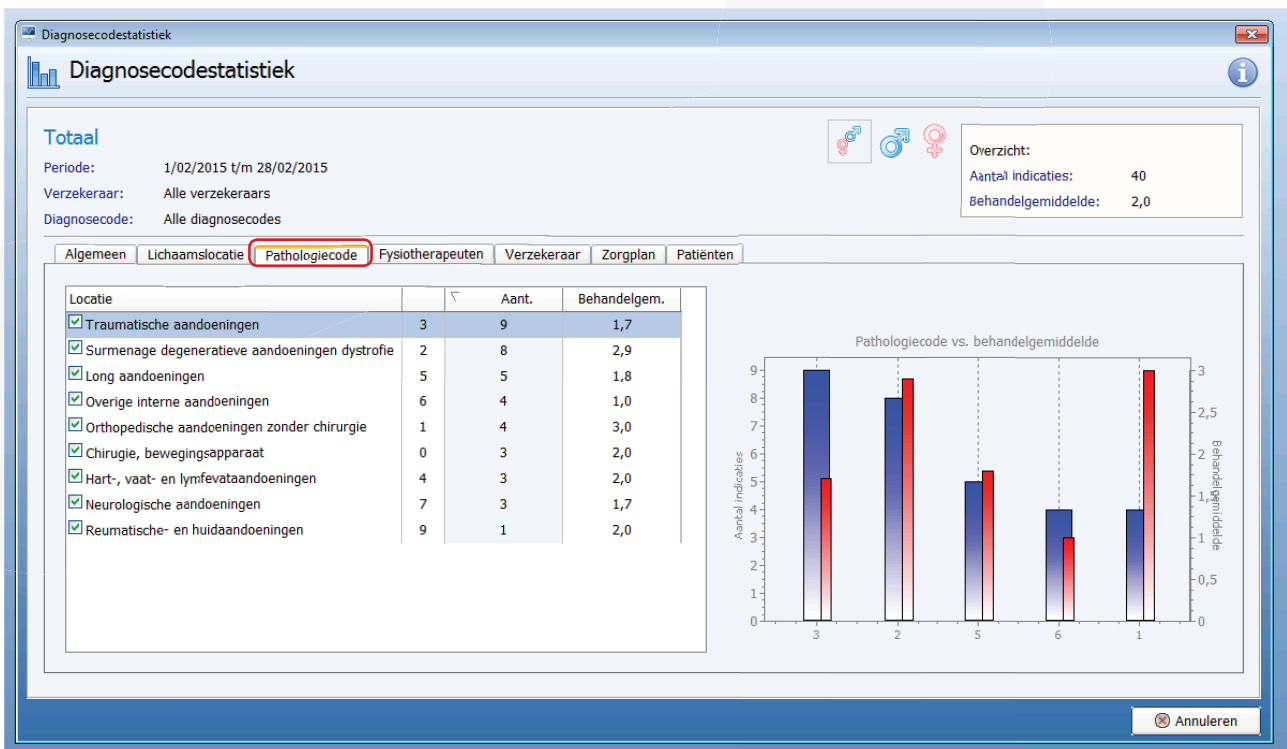 Diagnosecodestatistiek
Diagnosecodestatistiek
Totaal
Periode: 1/02/2015 t/m 28/02/2015
Verzekeraar: Alle verzekeraars
Diagnosecode: Alle diagnosecodes
Overzicht:
Aantal indicaties: 40
Behandelgemiddelde: 2,0
Algemeen Lichaamslocatie Pathologiecode Fysiotherapeuten Verzekeraar Zorgplan Patiënten
Locatie Aant. Behandelgem.
Traumatische aandoeningen 3 9 1,7
Surmenage degeneratieve aandoeningen dystrofie 2 8 2,9
Long aandoeningen 5 5 1,8
Overige interne aandoeningen 6 4 1,0
Orthopedische aandoeningen zonder chirurgie 1 4 3,0
Chirugie, bewegingsapparaat 0 3 2,0
Hart-, vaat- en lymfevataandoeningen 4 3 2,0
Neurologische aandoeningen 7 3 1,7
Reumatische- en huidaandoeningen 9 1 2,0
Pathologiecode vs. behandelgemiddelde
Aantal indicaties
9
8
7
6
5
4
3
2
1
0
3 2 5 6 1
3
2,5
2
1,5
1
0,5
0
Behandelgemiddelde
Annuleren